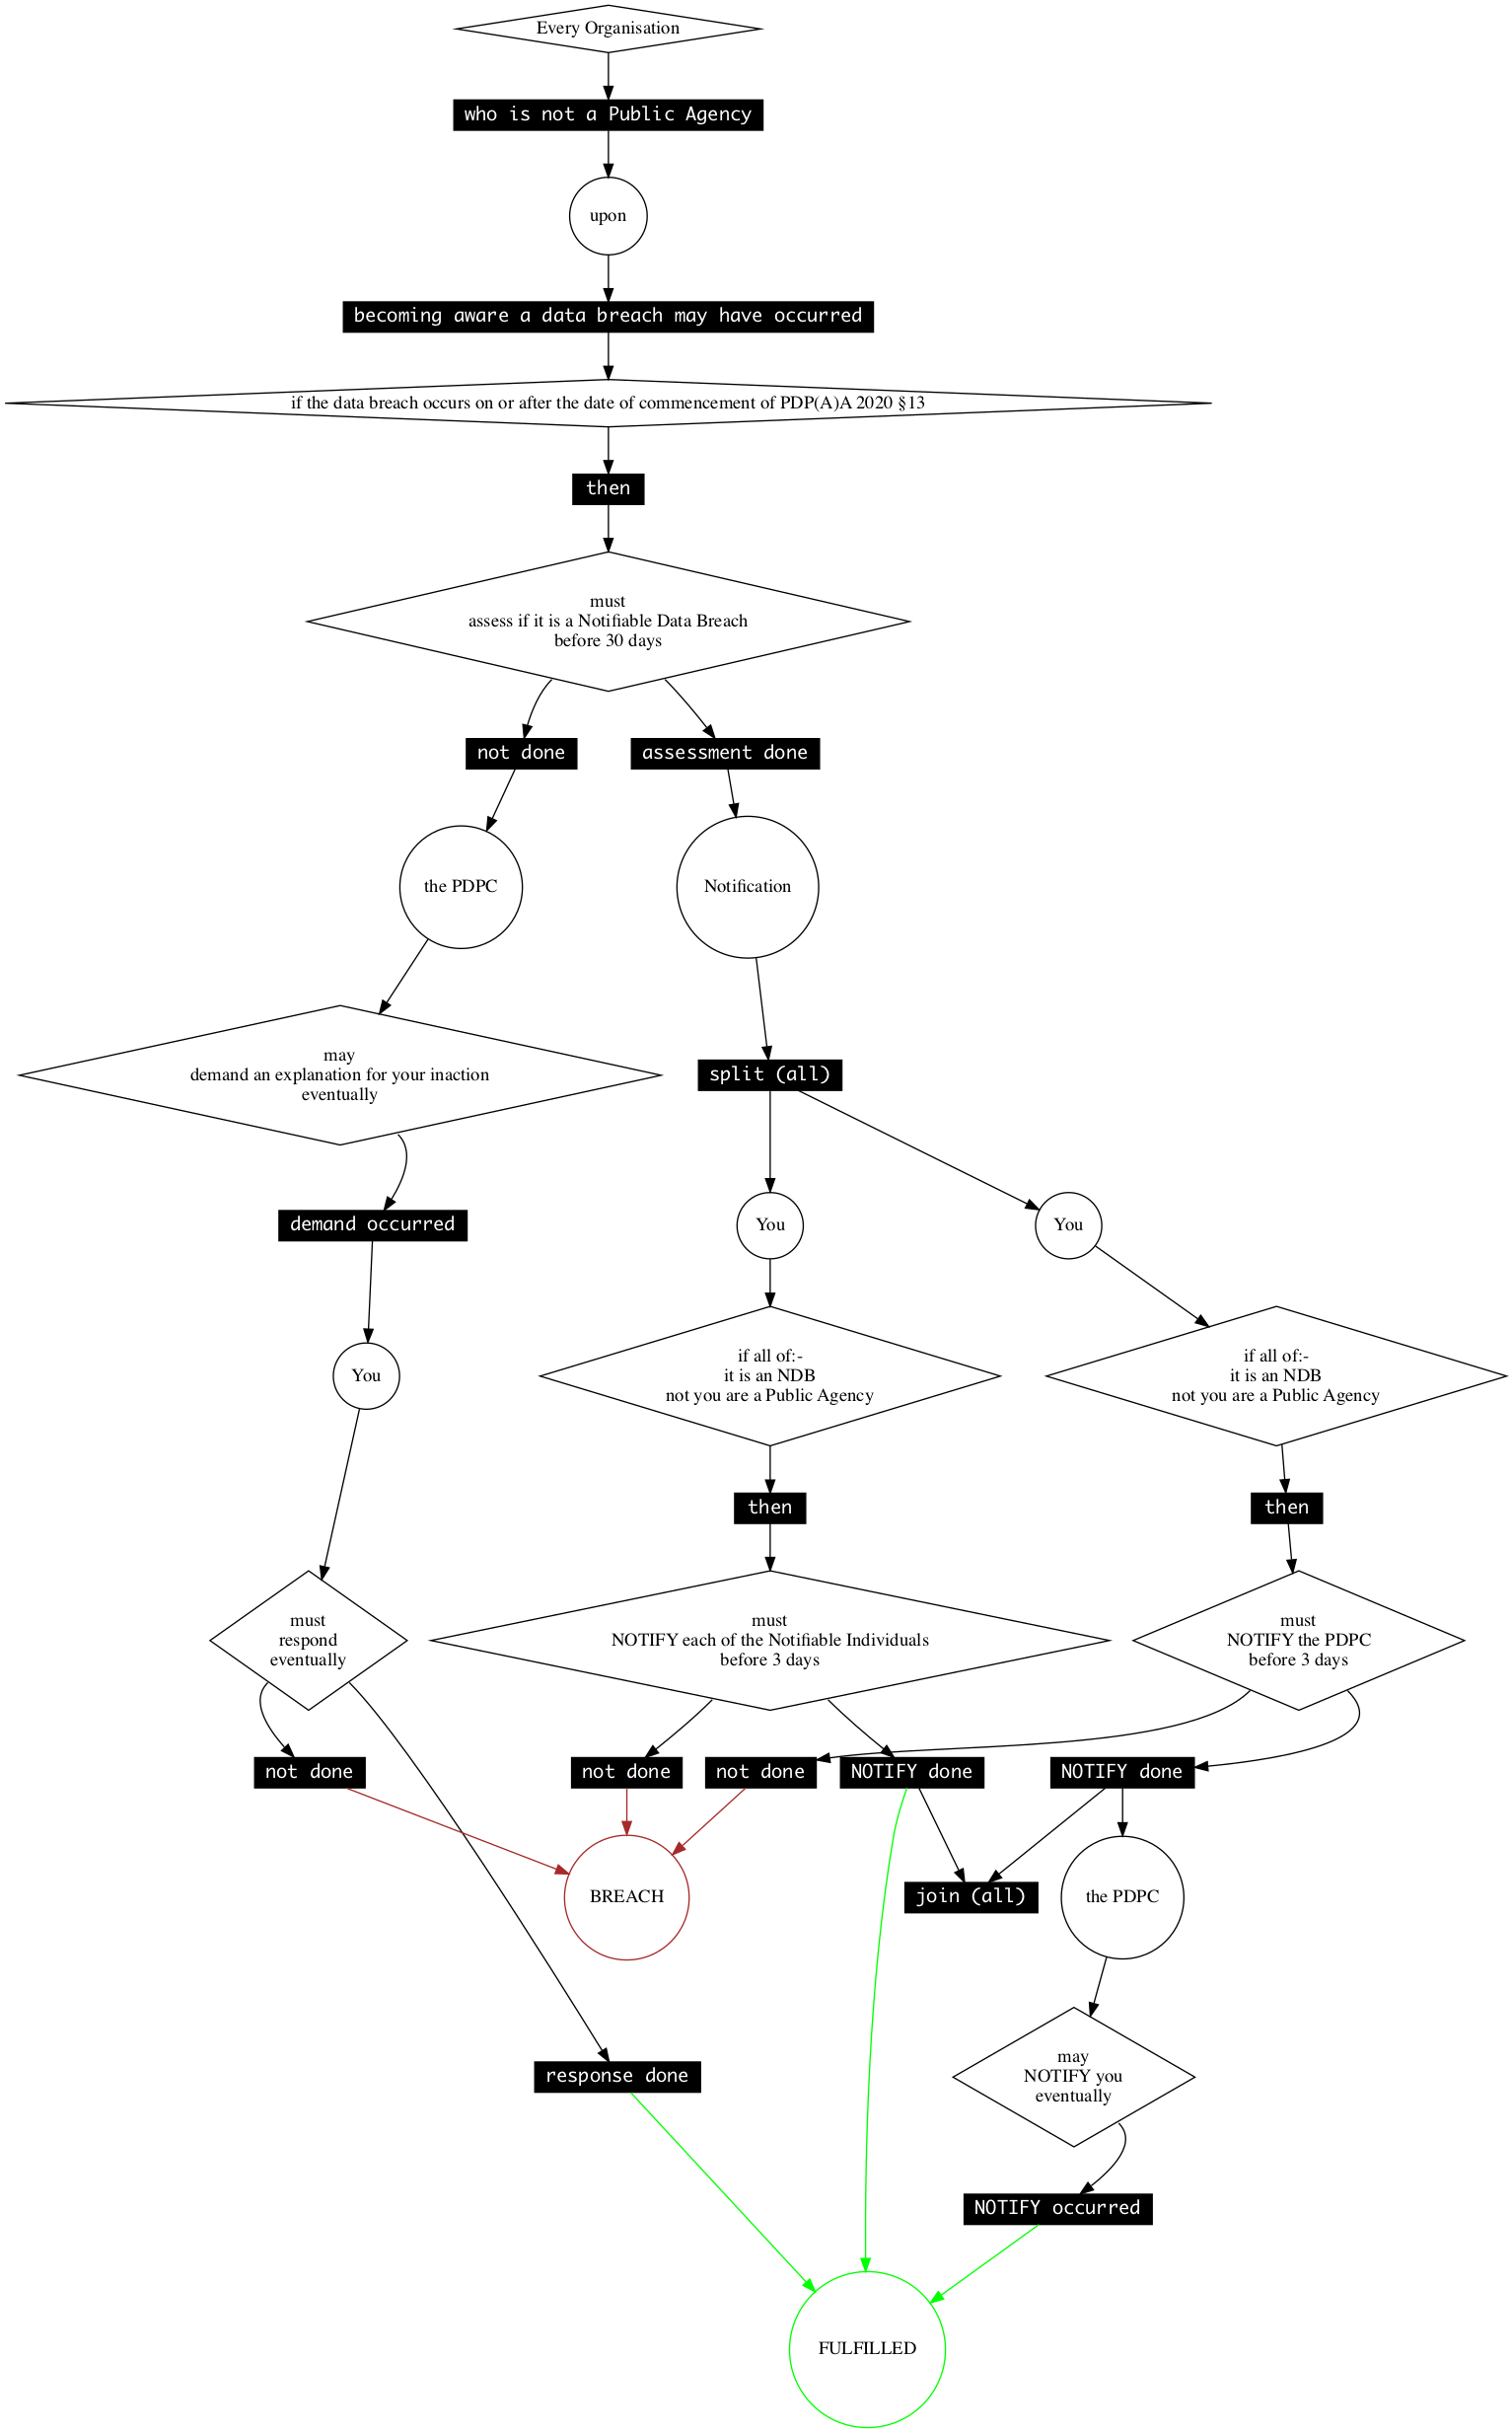 Every Organisation
who is not a Public Agency
upon
becoming aware a data breach may have occurred
if the data breach occurs on or after the date of commencement of PDP(A)A 2020 §13
then
must
assess if it is a Notifiable Data Breach
before 30 days
not done
assessment done
the PDPC
Notification
may
demand an explanation for your inaction
eventually
split (all)
demand occurred
You
You
You
if all of:-
it is an NDB
not you are a Public Agency
if all of:-
it is an NDB
not you are a Public Agency
then
then
must
respond
eventually
must
NOTIFY each of the Notifiable Individuals
before 3 days
must
NOTIFY the PDPC
before 3 days
not done
not done
not done
NOTIFY done
NOTIFY done
BREACH
join (all)
the PDPC
response done
may
NOTIFY you
eventually
NOTIFY occurred
FULFILLED